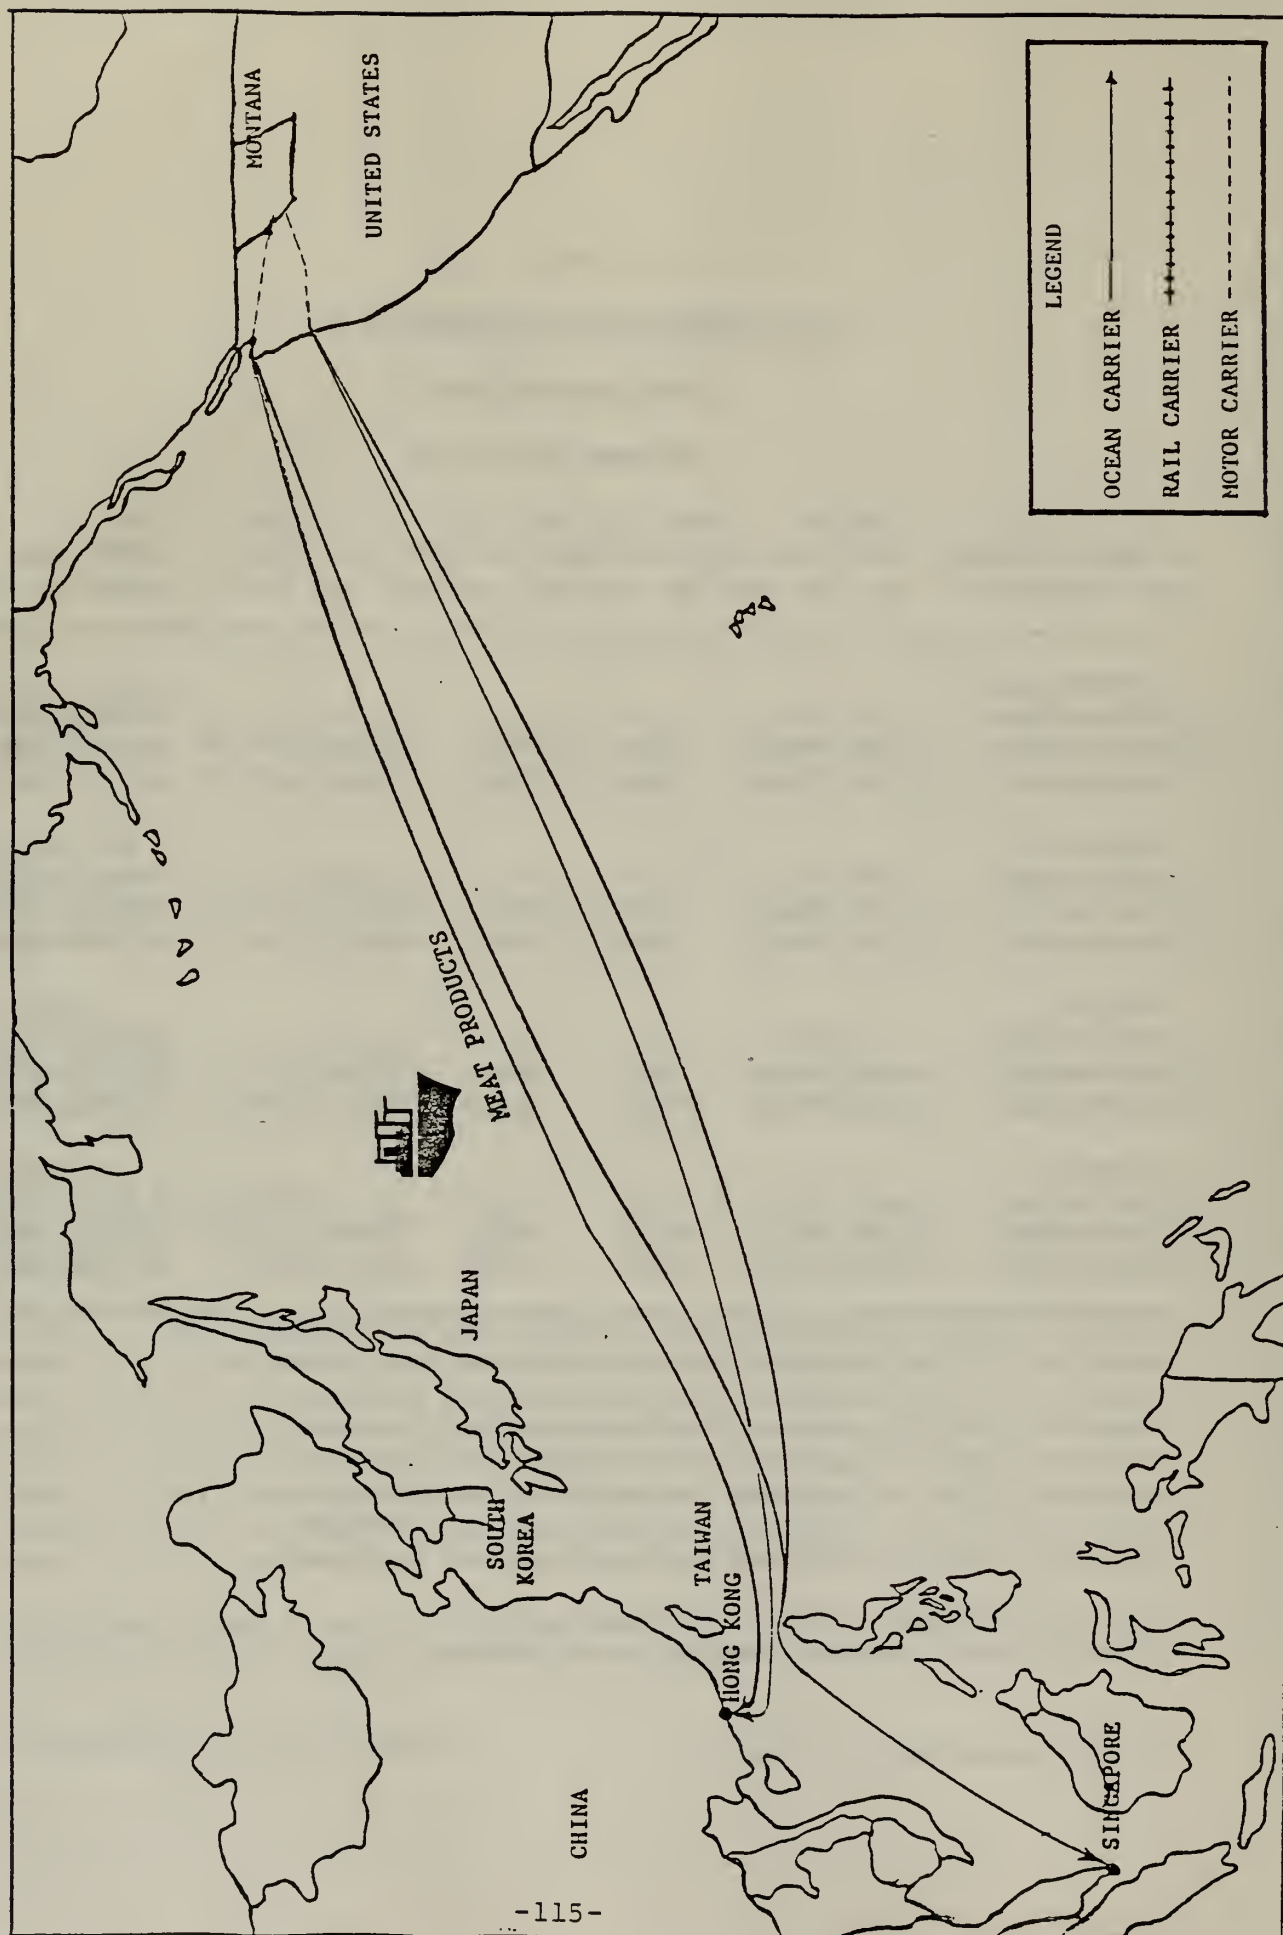 MONTANA
UNITED STATES
MEAT PRODUCTS
JAPAN
SOUTH
KOREA
TAIWAN
HONG KONG
CHINA
SINGAPORE
LEGEND
OCEAN CARRIER
RAIL CARRIER
MOTOR CARRIER
-115-